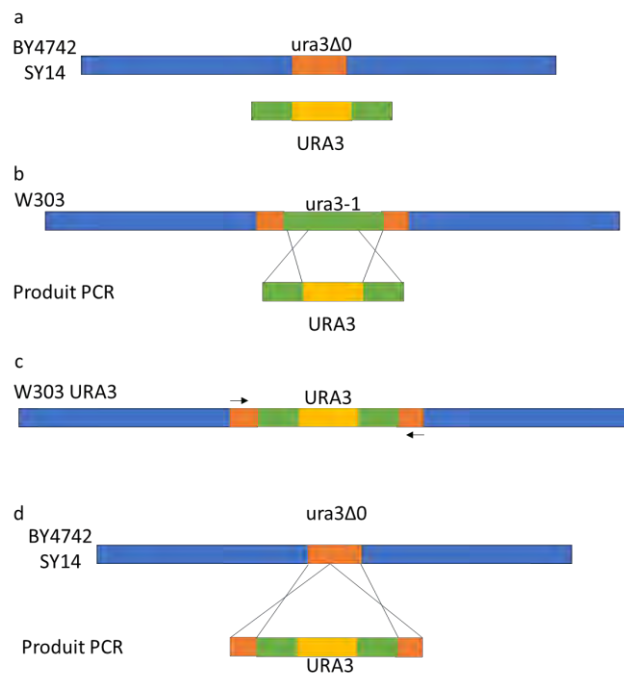 a
ura3Δ0
BY4742
SY14
URA3
b
W303
ura3-1
Produit PCR
URA3
c
W303 URA3
URA3
d
ura3Δ0
BY4742
SY14
Produit PCR
URA3